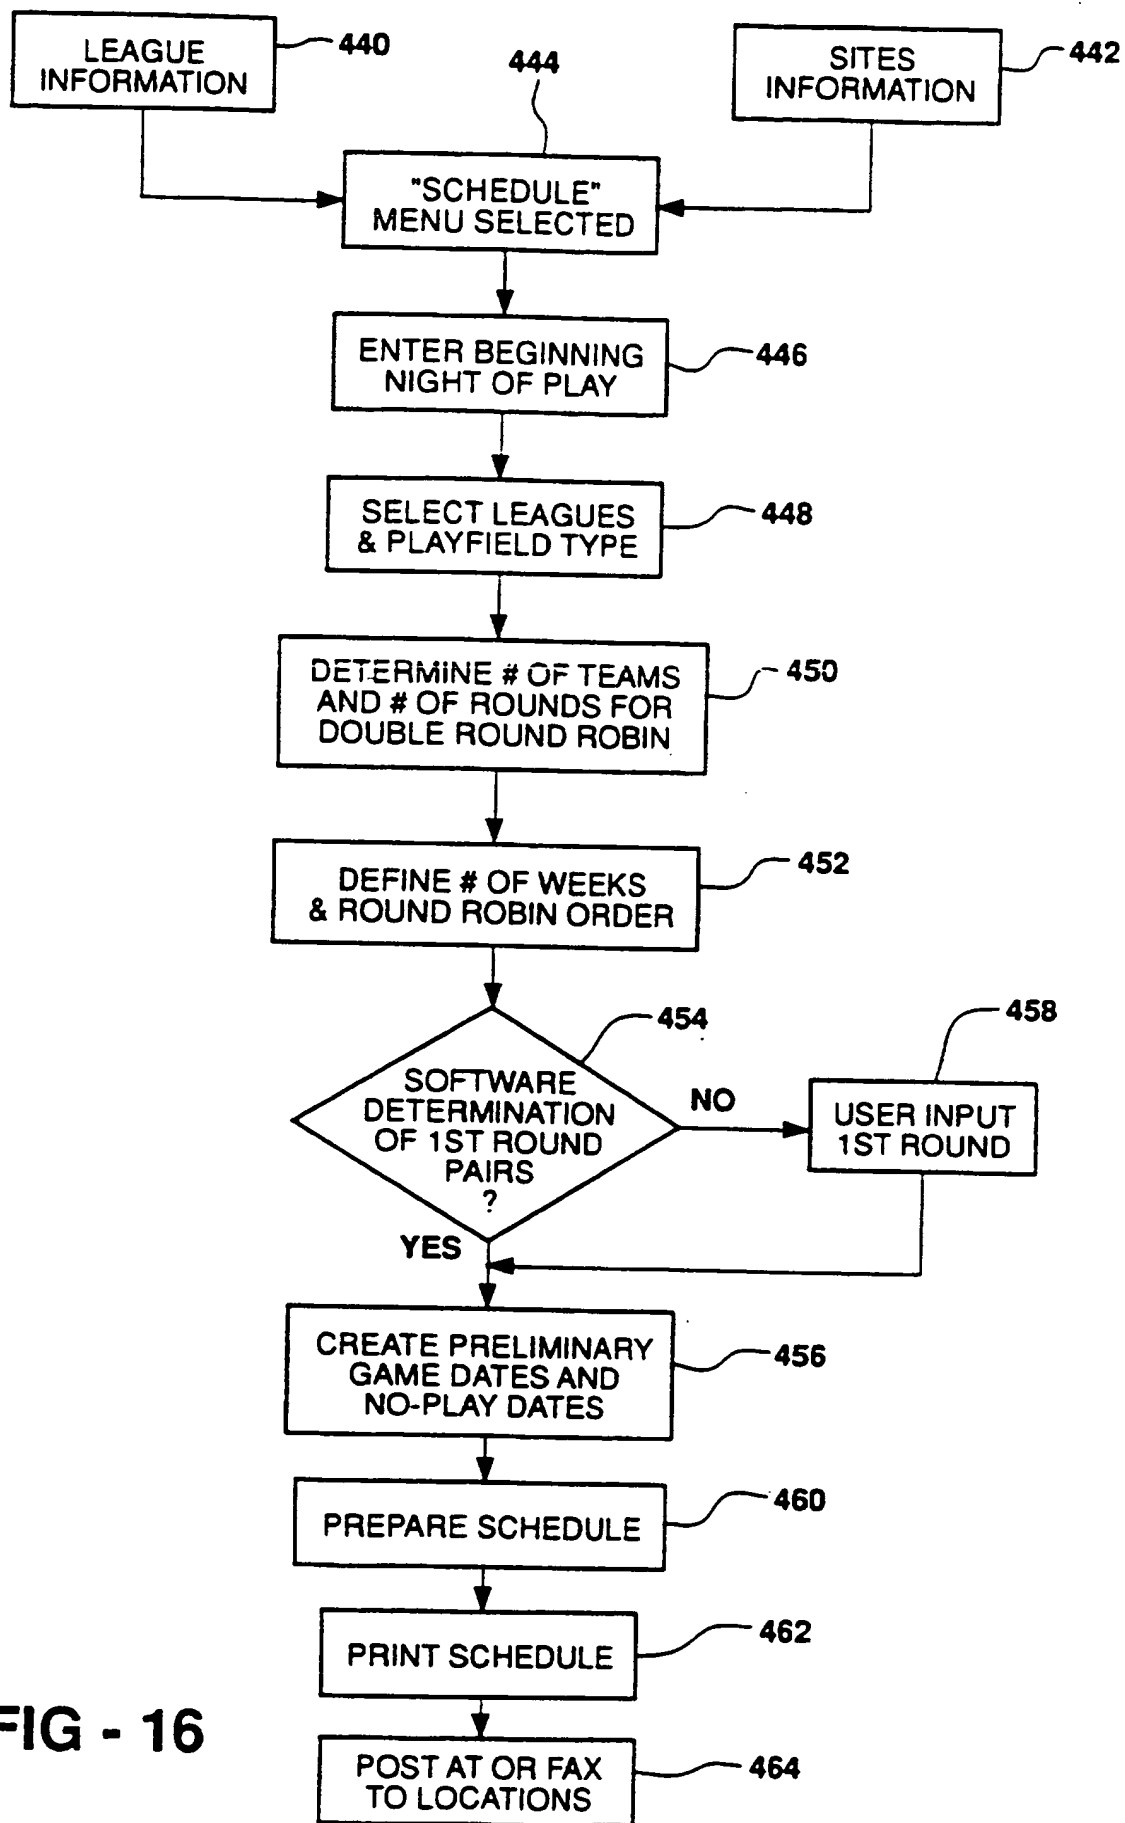 LEAGUE
INFORMATION
440
444
SITES
INFORMATION
442
"SCHEDULE"
MENU SELECTED
ENTER BEGINNING
NIGHT OF PLAY
446
SELECT LEAGUES
& PLAYFIELD TYPE
448
DETERMINE # OF TEAMS
AND # OF ROUNDS FOR
DOUBLE ROUND ROBIN
450
DEFINE # OF WEEKS
& ROUND ROBIN ORDER
452
454
SOFTWARE
DETERMINATION
OF 1ST ROUND
PAIRS
?
NO
458
USER INPUT
1ST ROUND
YES
CREATE PRELIMINARY
GAME DATES AND
NO-PLAY DATES
456
PREPARE SCHEDULE
460
PRINT SCHEDULE
462
FIG - 16
POST AT OR FAX
TO LOCATIONS
464